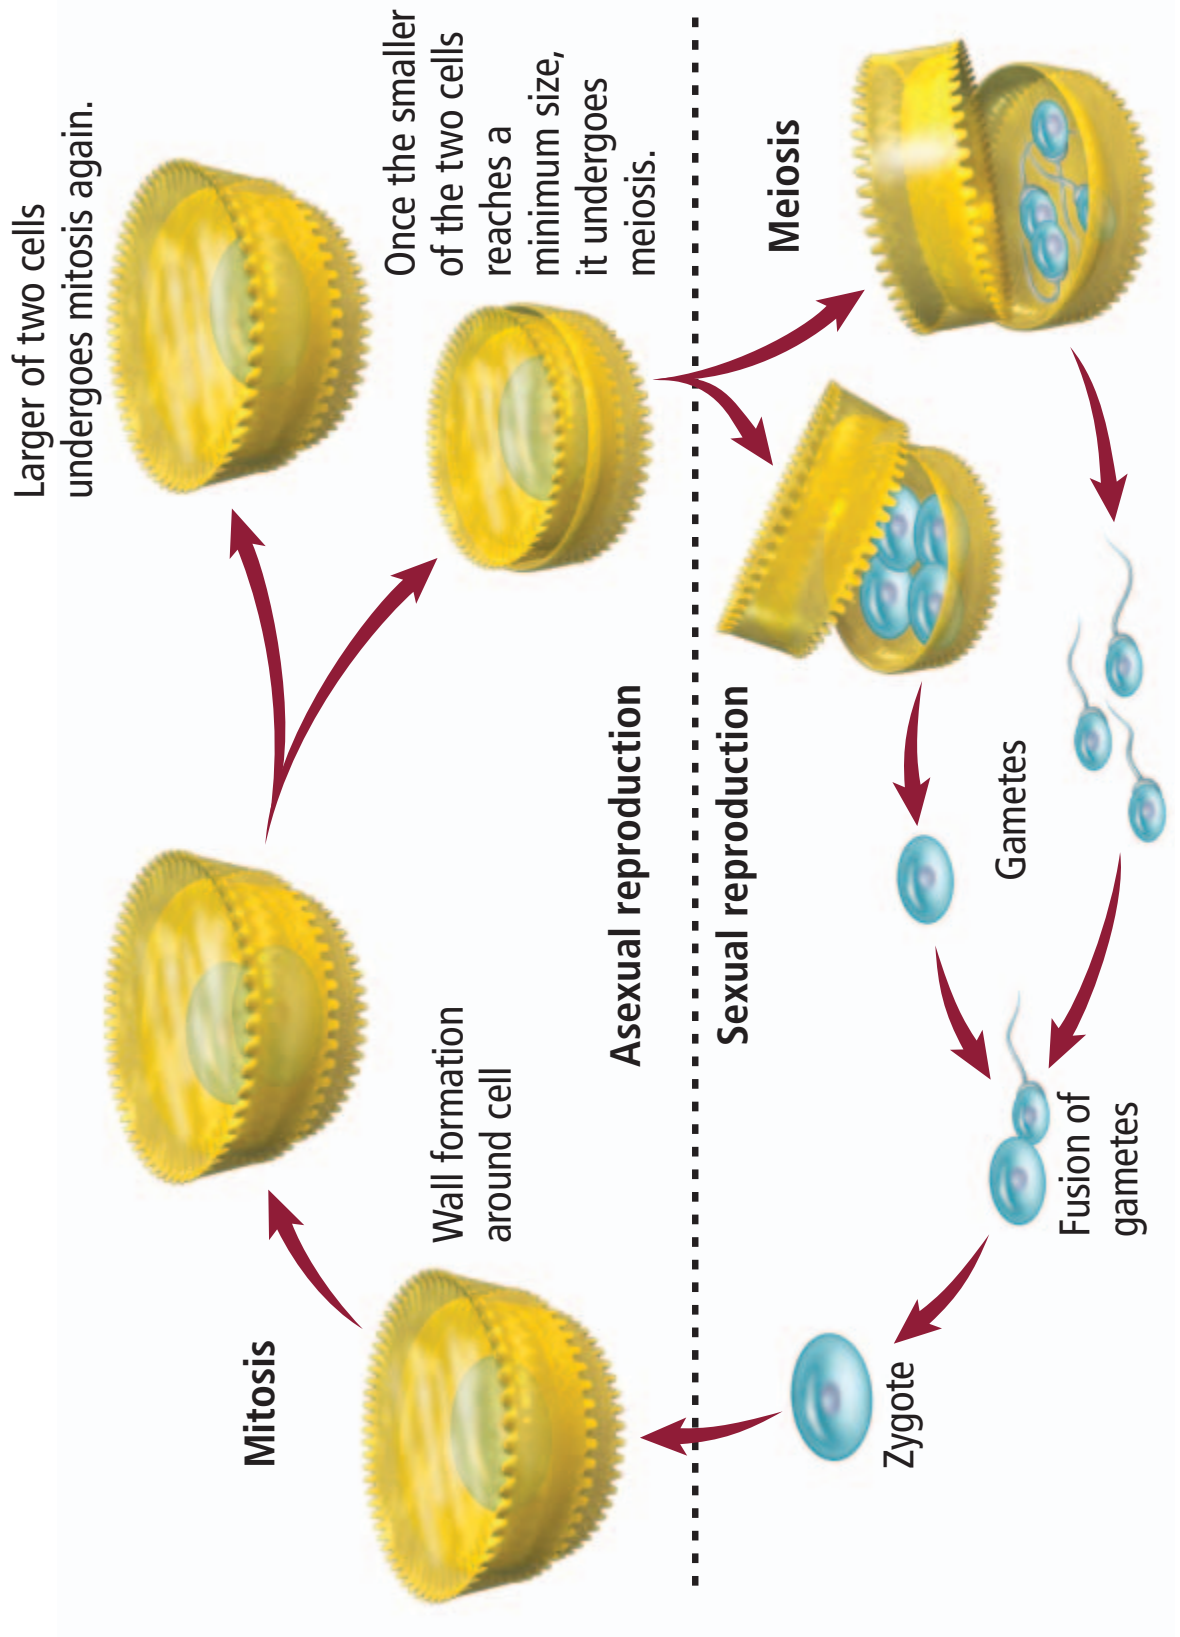 Larger of two cells
undergoes mitosis again.
Once the smaller
of the two cells
reaches a
minimum size,
it undergoes
meiosis.
Mitosis
Wall formation
around cell
Asexual reproduction
Sexual reproduction
Meiosis
Gametes
Fusion of
gametes
Zygote